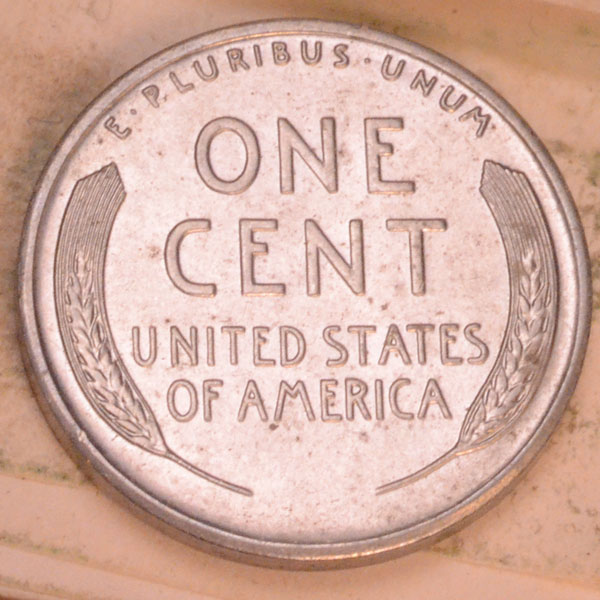 E · PLURIBUS · UNUM
ONE
CENT
UNITED STATES
OF AMERICA